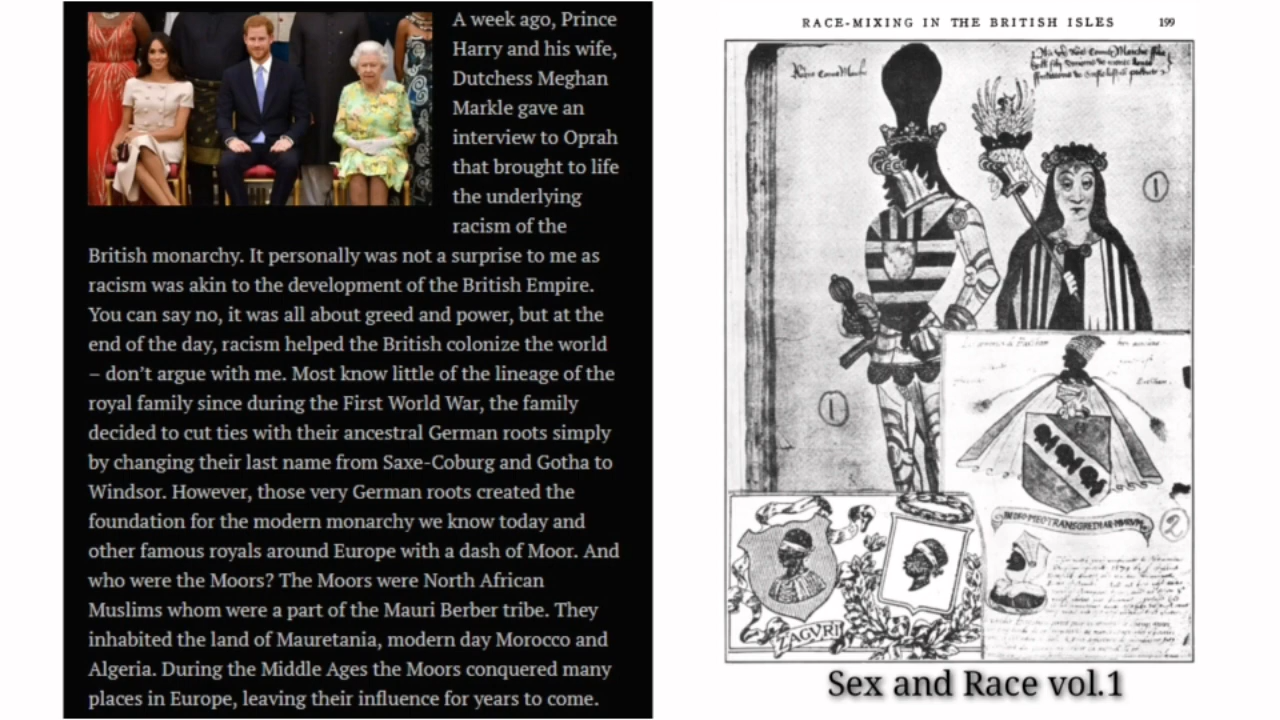 A week ago, Prince
Harry and his wife,
Dutchess Meghan
Markle gave an
interview to Oprah
that brought to life
the underlying
racism of the
British monarchy. It personally was not a surprise to me as
racism was akin to the development of the British Empire.
You can say no, it was all about greed and power, but at the
end of the day, racism helped the British colonize the world
– don’t argue with me. Most know little of the lineage of the
royal family since during the First World War, the family
decided to cut ties with their ancestral German roots simply
by changing their last name from Saxe-Coburg and Gotha to
Windsor. However, those very German roots created the
foundation for the modern monarchy we know today and
other famous royals around Europe with a dash of Moor. And
who were the Moors? The Moors were North African
Muslims whom were a part of the Mauri Berber tribe. They
inhabited the land of Mauretania, modern day Morocco and
Algeria. During the Middle Ages the Moors conquered many
places in Europe, leaving their influence for years to come.
RACE-MIXING IN THE BRITISH ISLES 199
1
1
2
ZAGVRI
Sex and Race vol.1